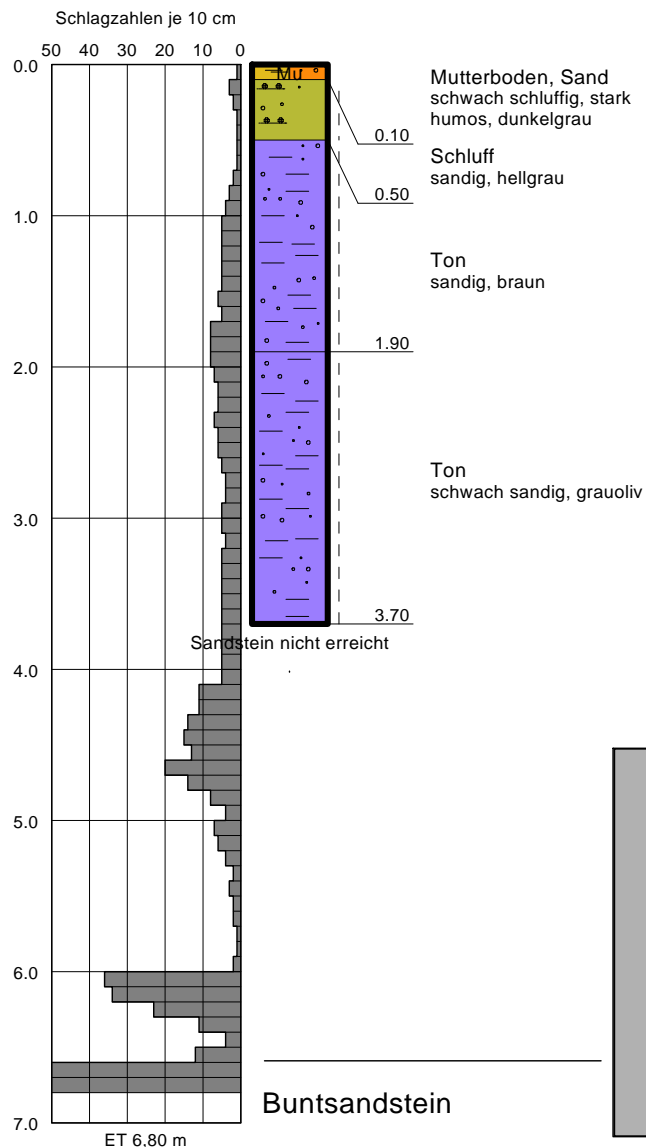 Schlagzahlen je 10 cm
50 40 30 20 10 0
0.0
Mu
Mutterboden, Sand
schwach schluffig, stark
humos, dunkelgrau
0.10
Schluff
sandig, hellgrau
0.50
1.0
Ton
sandig, braun
1.90
2.0
Ton
schwach sandig, grauoliv
3.0
3.70
Sandstein nicht erreicht
4.0
5.0
6.0
Buntsandstein
7.0
ET 6,80 m